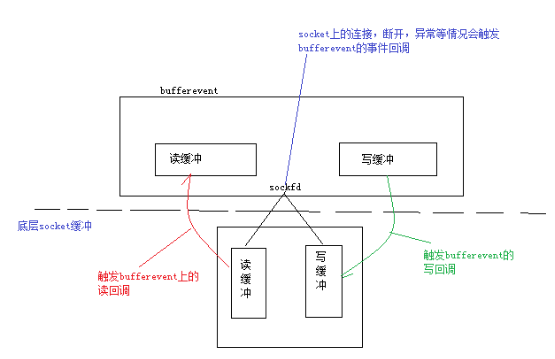 socket上的连接，断开，异常等情况会触发
bufferevent的事件回调
bufferevent
读缓冲
写缓冲
sockfd
底层socket缓冲
读
缓
冲
写
缓
冲
触发bufferevent上的
读回调
触发bufferevent的
写回调